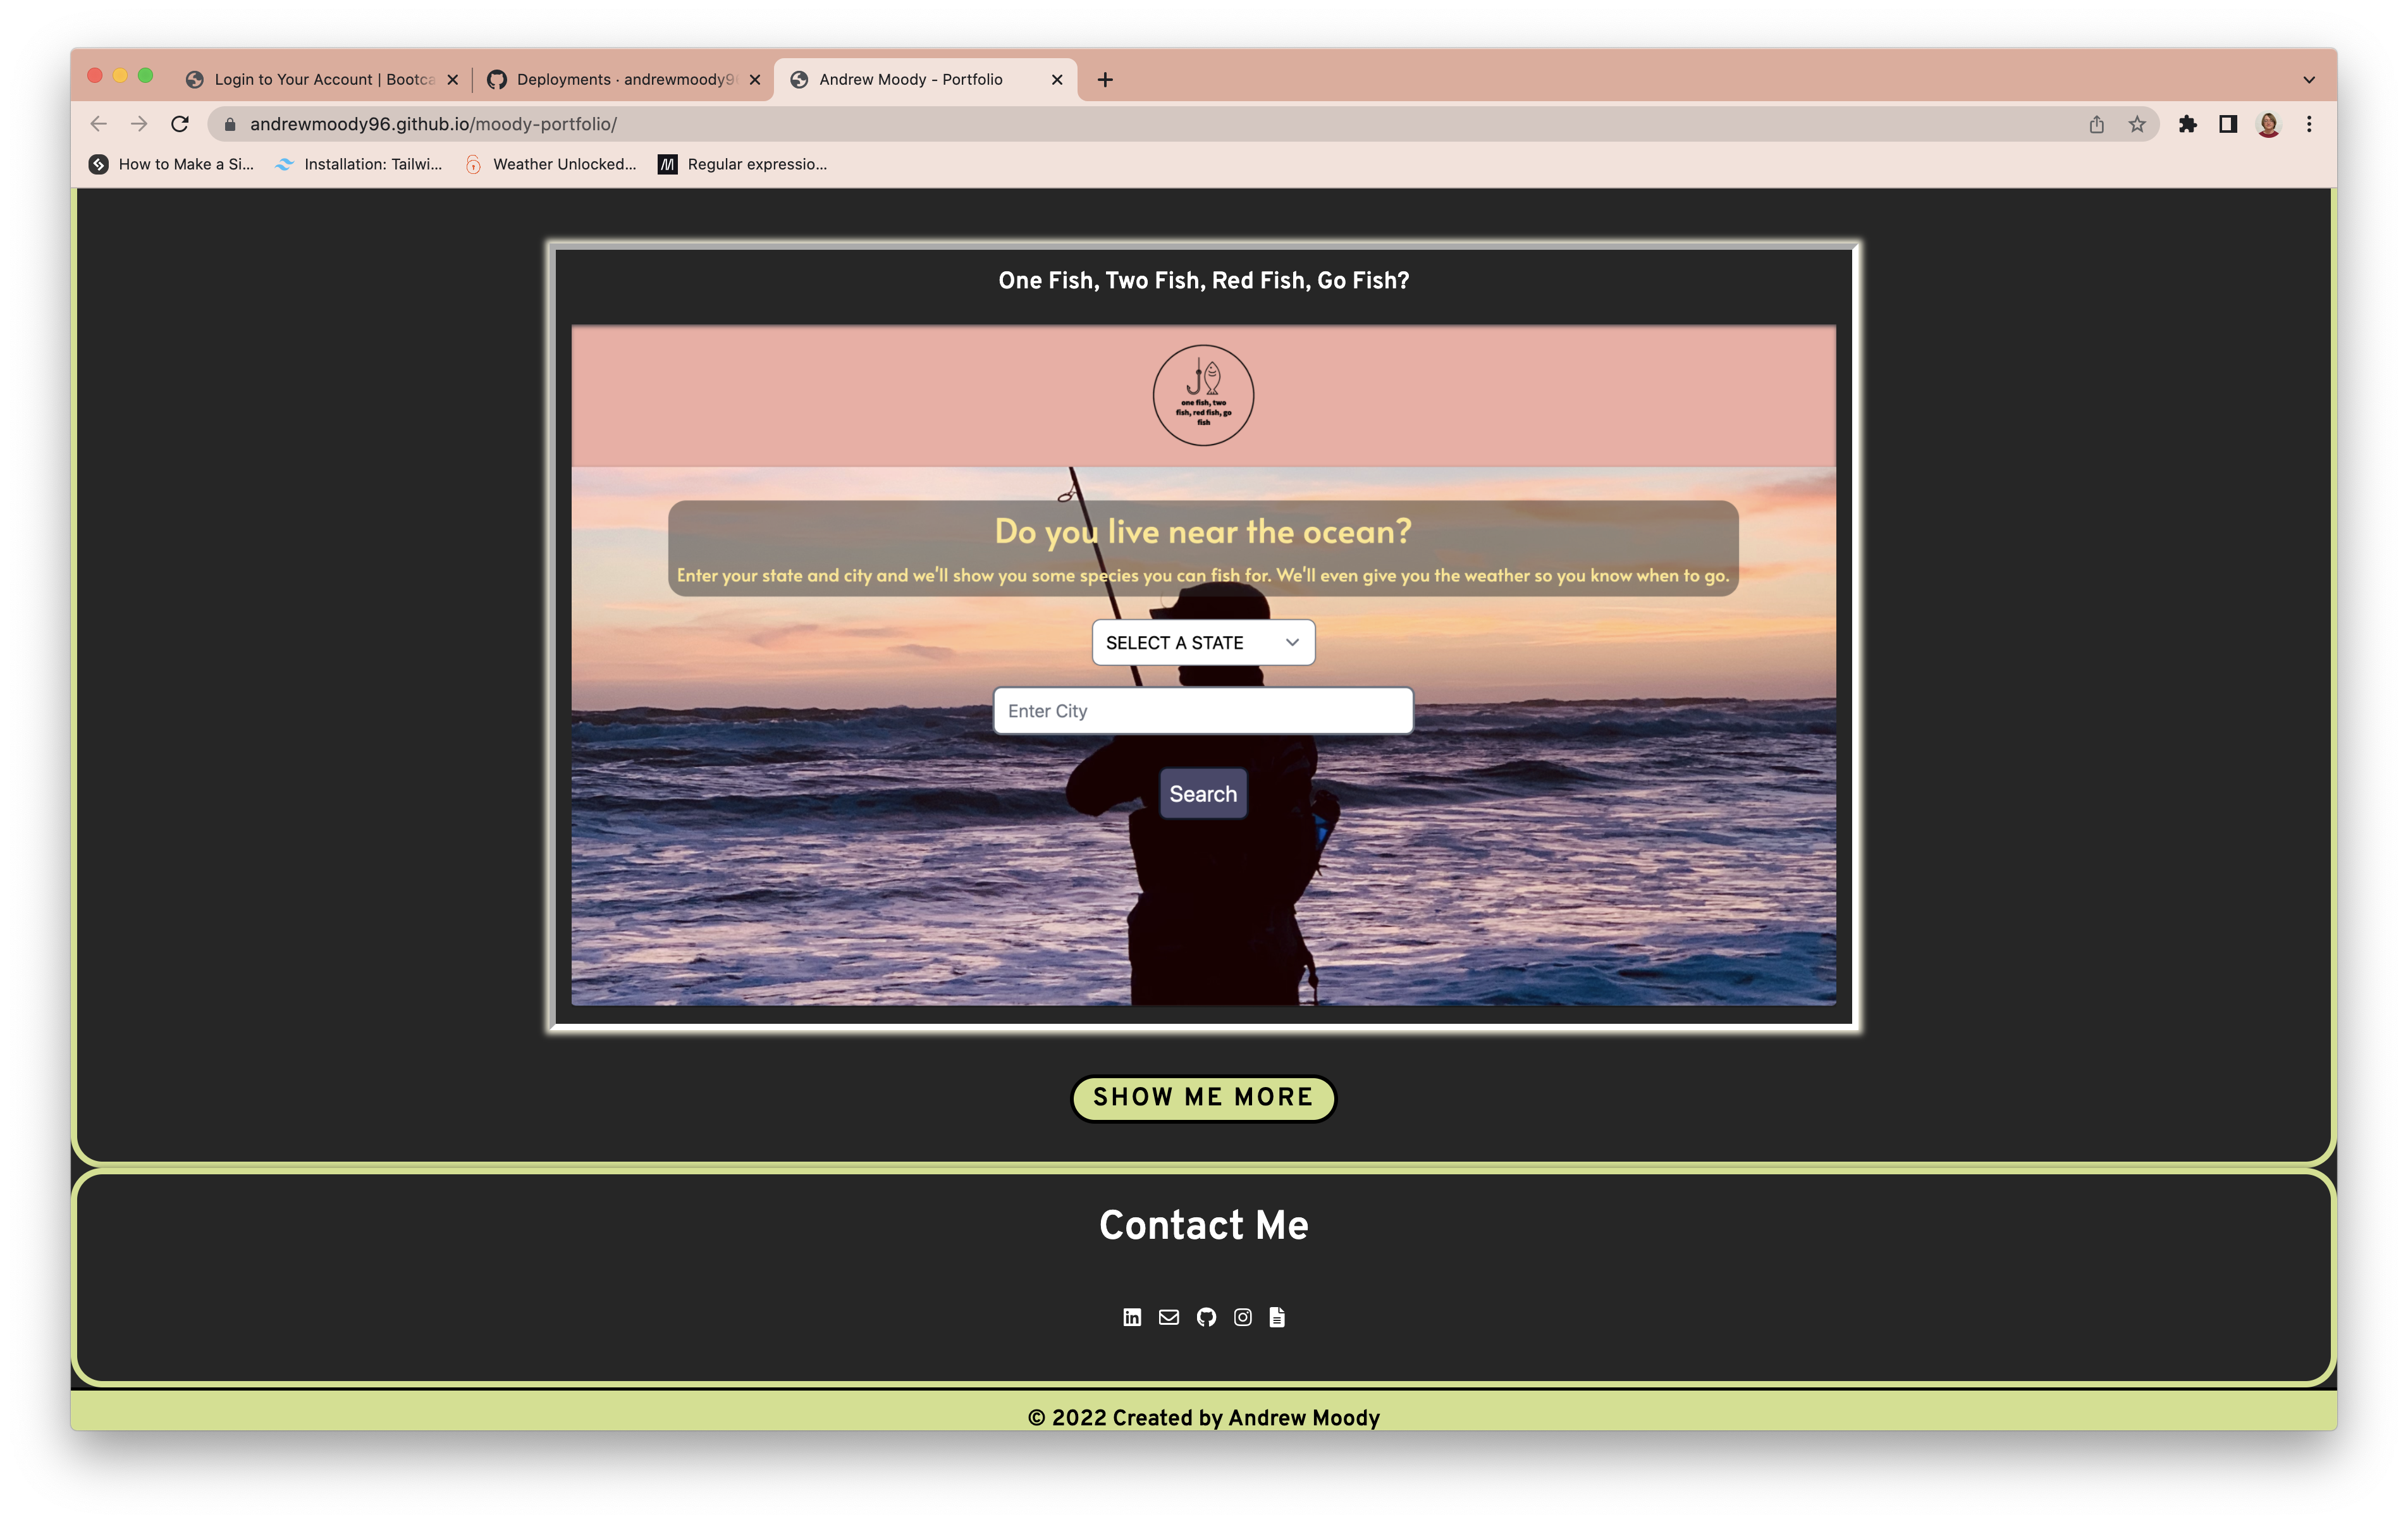 Login to Your Account | Bootca
Deployments · andrewmoody9
Andrew Moody - Portfolio
andrewmoody96.github.io/moody-portfolio/
How to Make a Si...
Installation: Tailwi...
Weather Unlocked...
Regular expressio...
One Fish, Two Fish, Red Fish, Go Fish?
one fish, two
fish, red fish, go
fish
Do you live near the ocean?
Enter your state and city and we'll show you some species you can fish for. We'll even give you the weather so you know when to go.
SELECT A STATE
Enter City
Search
SHOW ME MORE
Contact Me
© 2022 Created by Andrew Moody